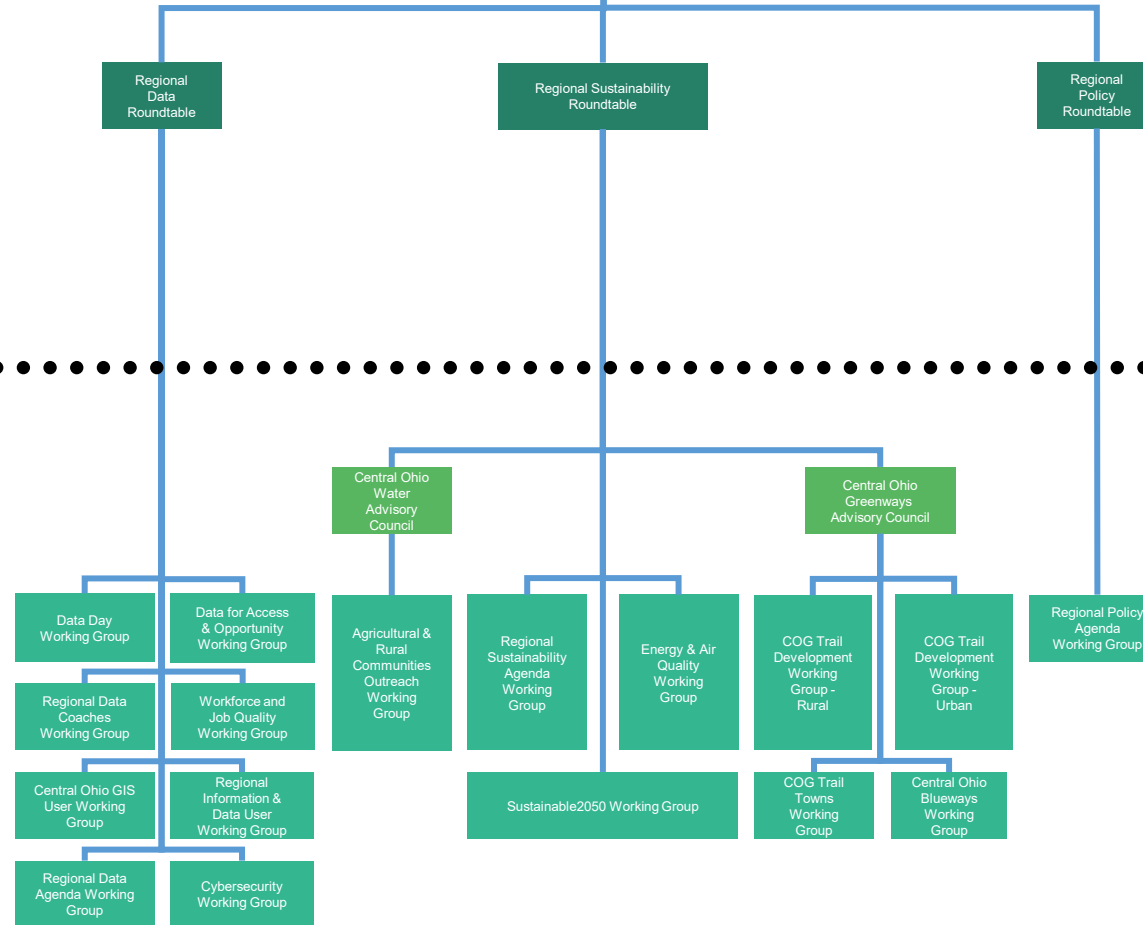 Regional
Data
Roundtable
Regional Sustainability
Roundtable
Regional
Policy
Roundtable
Central Ohio
Water
Advisory
Council
Central Ohio
Greenways
Advisory Council
Data Day
Working Group
Data for Access
& Opportunity
Working Group
Agricultural &
Rural
Communities
Outreach
Working
Group
Regional
Sustainability
Agenda
Working
Group
Energy & Air
Quality
Working
Group
COG Trail
Development
Working
Group -
Rural
COG Trail
Development
Working
Group -
Urban
Regional Policy
Agenda
Working Group
Regional Data
Coaches
Working Group
Workforce and
Job Quality
Working Group
Central Ohio GIS
User Working
Group
Regional
Information &
Data User
Working Group
Sustainable2050 Working Group
COG Trail
Towns
Working
Group
Central Ohio
Blueways
Working
Group
Regional Data
Agenda Working
Group
Cybersecurity
Working Group